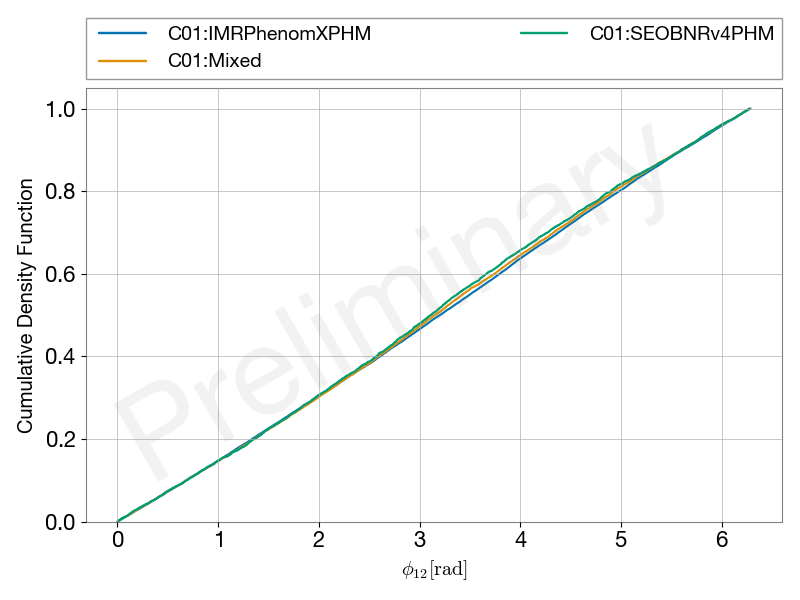 C01:IMRPhenomXPHM
C01:Mixed
C01:SEOBNRv4PHM
Cumulative Density Function
1.0
0.8
0.6
0.4
0.2
0.0
Preliminary
0 1 2 3 4 5 6
ϕ₁₂[rad]